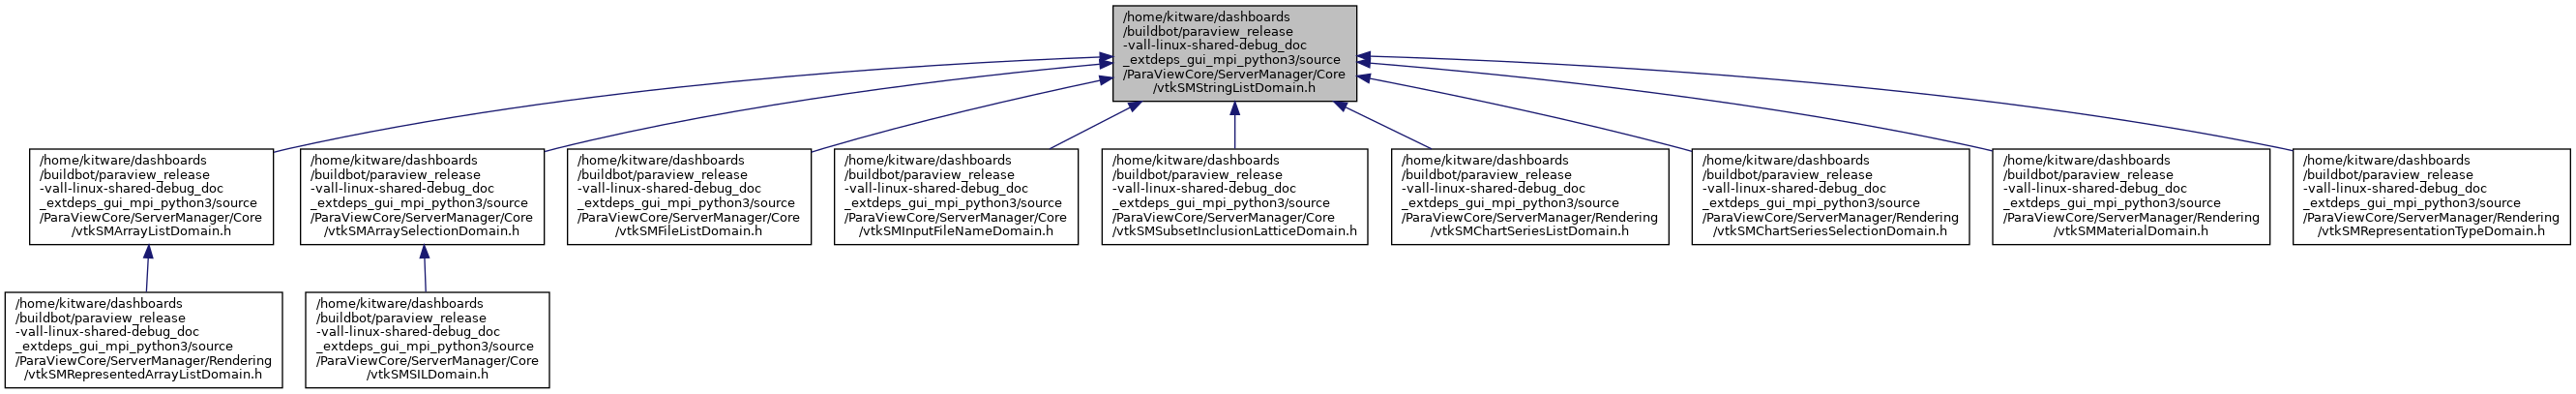 /home/kitware/dashboards
/buildbot/paraview_release
-vall-linux-shared-debug_doc
_extdeps_gui_mpi_python3/source
/ParaViewCore/ServerManager/Core
/vtkSMStringListDomain.h
/home/kitware/dashboards
/buildbot/paraview_release
-vall-linux-shared-debug_doc
_extdeps_gui_mpi_python3/source
/ParaViewCore/ServerManager/Core
/vtkSMArrayListDomain.h
/home/kitware/dashboards
/buildbot/paraview_release
-vall-linux-shared-debug_doc
_extdeps_gui_mpi_python3/source
/ParaViewCore/ServerManager/Core
/vtkSMArraySelectionDomain.h
/home/kitware/dashboards
/buildbot/paraview_release
-vall-linux-shared-debug_doc
_extdeps_gui_mpi_python3/source
/ParaViewCore/ServerManager/Core
/vtkSMFileListDomain.h
/home/kitware/dashboards
/buildbot/paraview_release
-vall-linux-shared-debug_doc
_extdeps_gui_mpi_python3/source
/ParaViewCore/ServerManager/Core
/vtkSMInputFileNameDomain.h
/home/kitware/dashboards
/buildbot/paraview_release
-vall-linux-shared-debug_doc
_extdeps_gui_mpi_python3/source
/ParaViewCore/ServerManager/Core
/vtkSMSubsetInclusionLatticeDomain.h
/home/kitware/dashboards
/buildbot/paraview_release
-vall-linux-shared-debug_doc
_extdeps_gui_mpi_python3/source
/ParaViewCore/ServerManager/Rendering
/vtkSMChartSeriesListDomain.h
/home/kitware/dashboards
/buildbot/paraview_release
-vall-linux-shared-debug_doc
_extdeps_gui_mpi_python3/source
/ParaViewCore/ServerManager/Rendering
/vtkSMChartSeriesSelectionDomain.h
/home/kitware/dashboards
/buildbot/paraview_release
-vall-linux-shared-debug_doc
_extdeps_gui_mpi_python3/source
/ParaViewCore/ServerManager/Rendering
/vtkSMMaterialDomain.h
/home/kitware/dashboards
/buildbot/paraview_release
-vall-linux-shared-debug_doc
_extdeps_gui_mpi_python3/source
/ParaViewCore/ServerManager/Rendering
/vtkSMRepresentationTypeDomain.h
/home/kitware/dashboards
/buildbot/paraview_release
-vall-linux-shared-debug_doc
_extdeps_gui_mpi_python3/source
/ParaViewCore/ServerManager/Rendering
/vtkSMRepresentedArrayListDomain.h
/home/kitware/dashboards
/buildbot/paraview_release
-vall-linux-shared-debug_doc
_extdeps_gui_mpi_python3/source
/ParaViewCore/ServerManager/Core
/vtkSMSILDomain.h